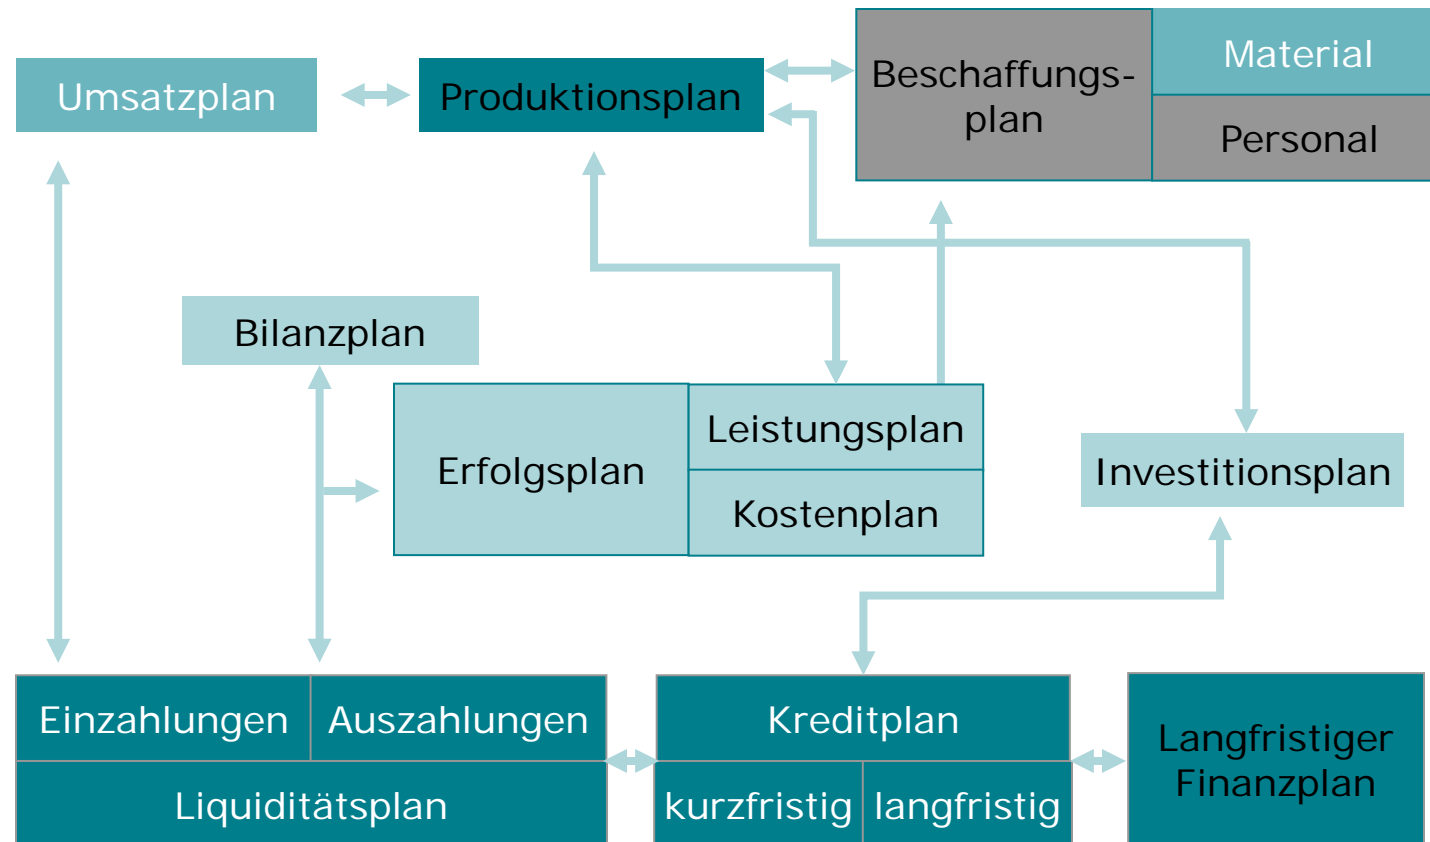 Umsatzplan
Produktionsplan
Beschaffungs-
plan
Material
Personal
Bilanzplan
Erfolgsplan
Leistungsplan
Kostenplan
Investitionsplan
Einzahlungen
Auszahlungen
Liquiditätsplan
Kreditplan
kurzfristig
langfristig
Langfristiger
Finanzplan